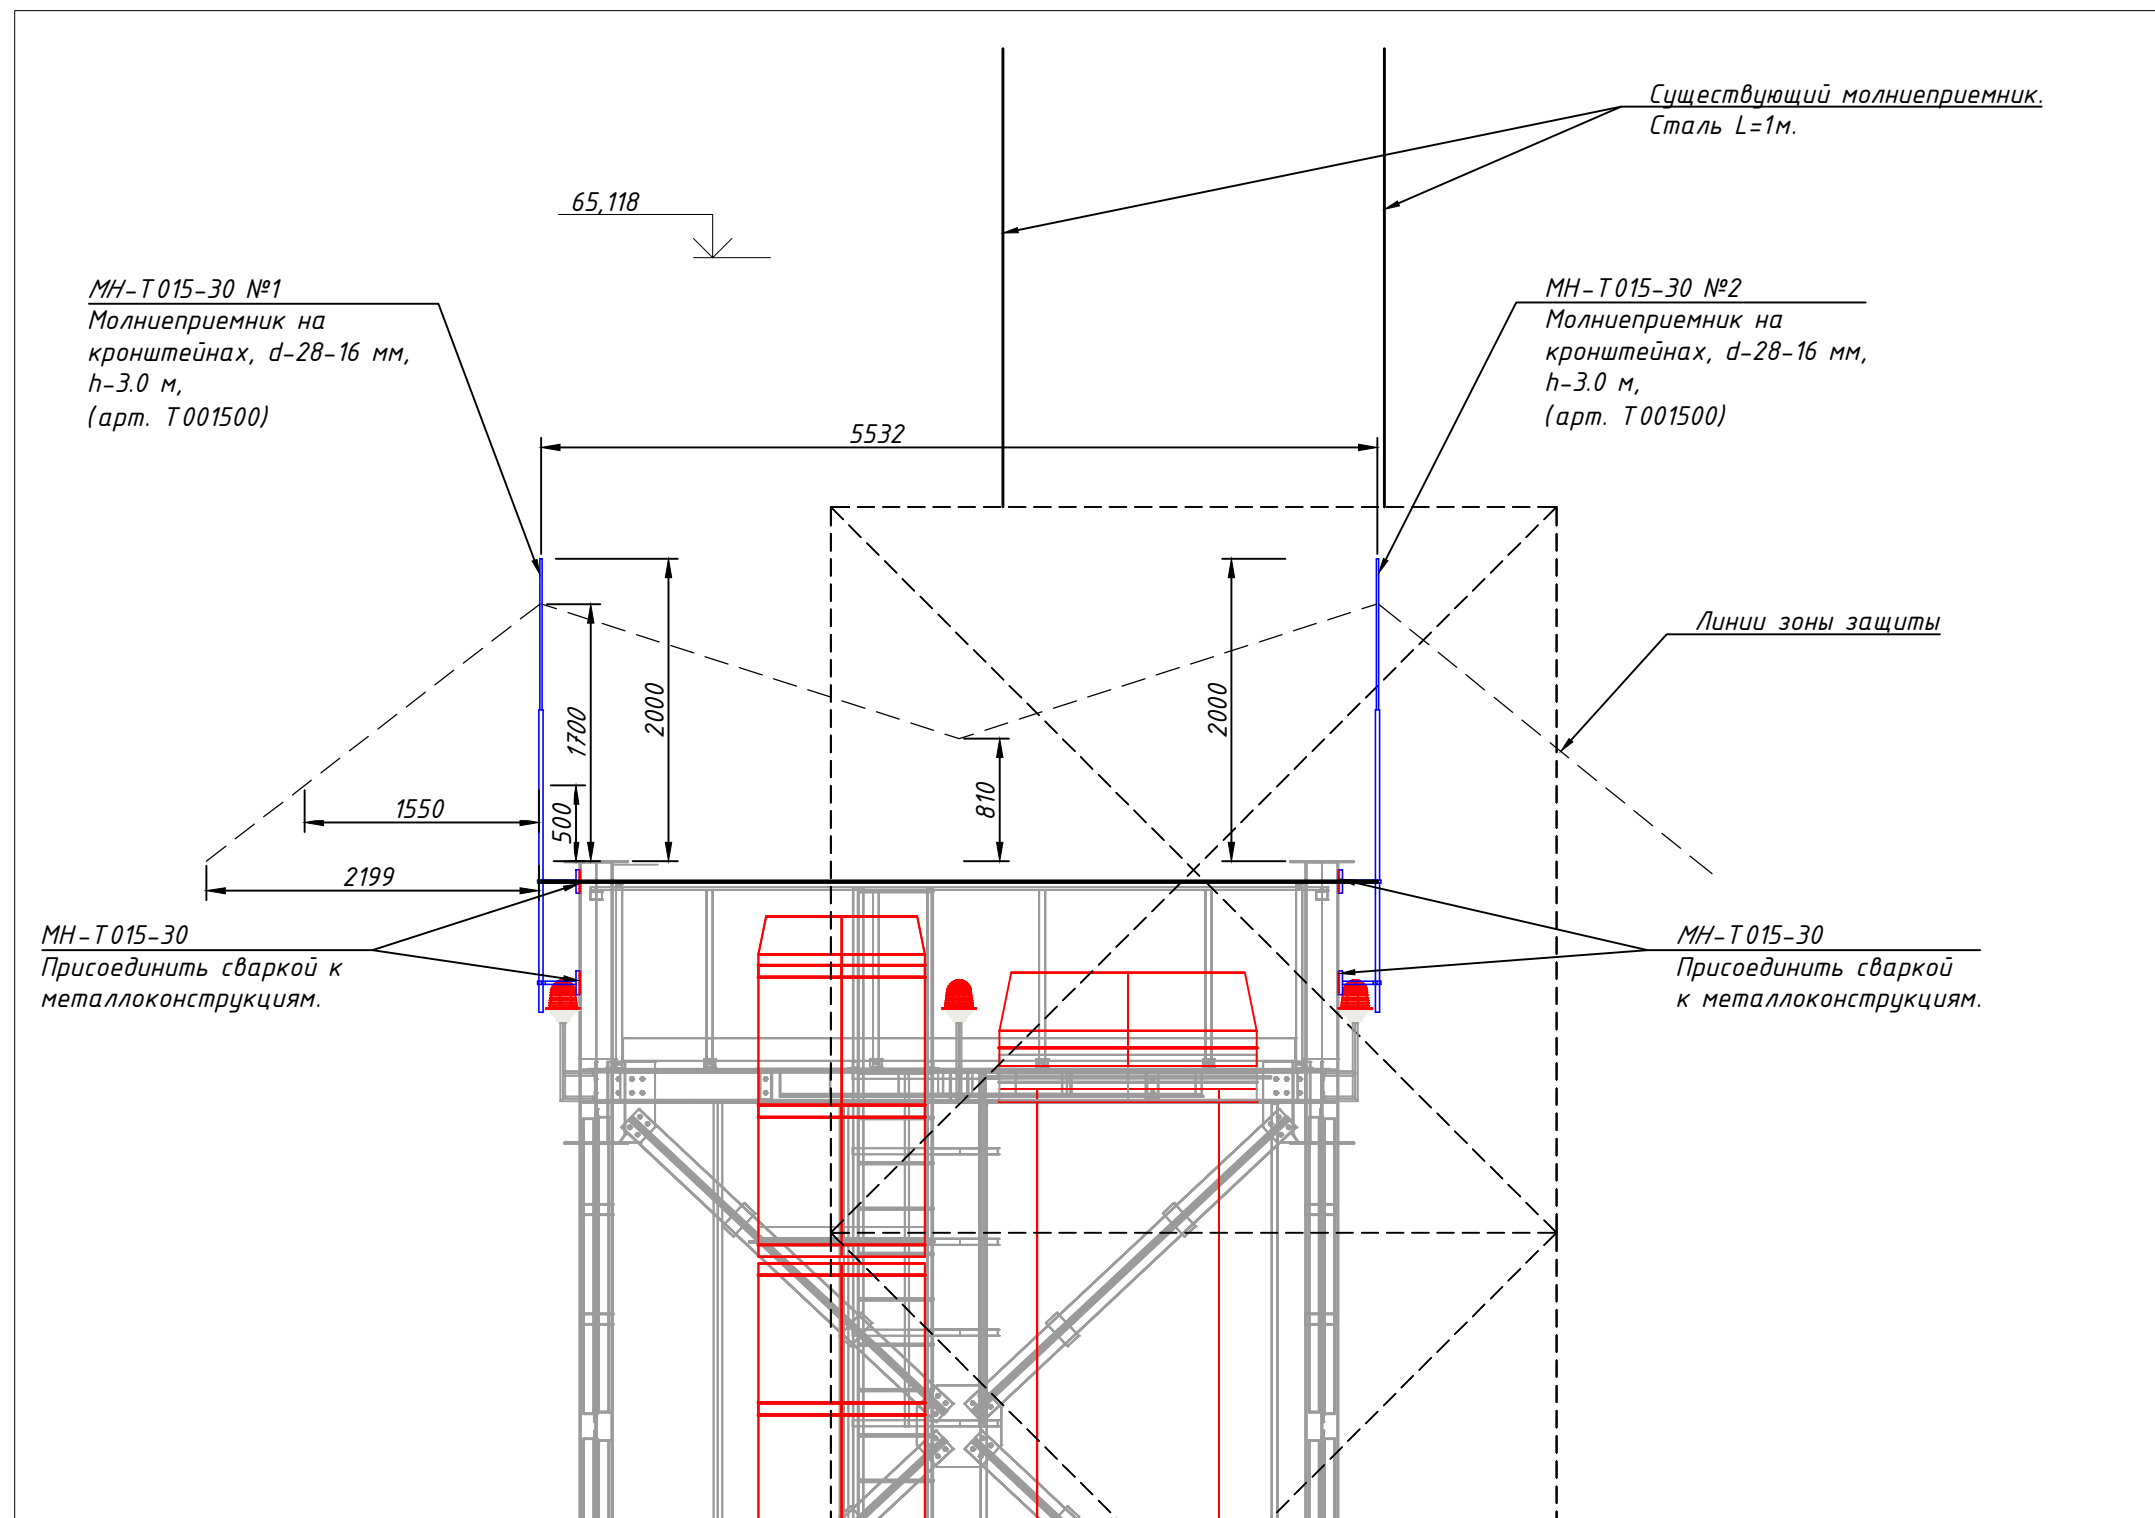 Существующий молниеприемник.
Сталь L=1м.
65,118
МН-Т015-30 №1
Молниеприемник на
кронштейнах, d-28-16 мм,
h-3.0 м,
(арт. Т001500)
МН-Т015-30 №2
Молниеприемник на
кронштейнах, d-28-16 мм,
h-3.0 м,
(арт. Т001500)
5532
Линии зоны защиты
1700
2000
2000
810
500
1550
2199
МН-Т015-30
Присоединить сваркой к
металлоконструкциям.
МН-Т015-30
Присоединить сваркой
к металлоконструкциям.